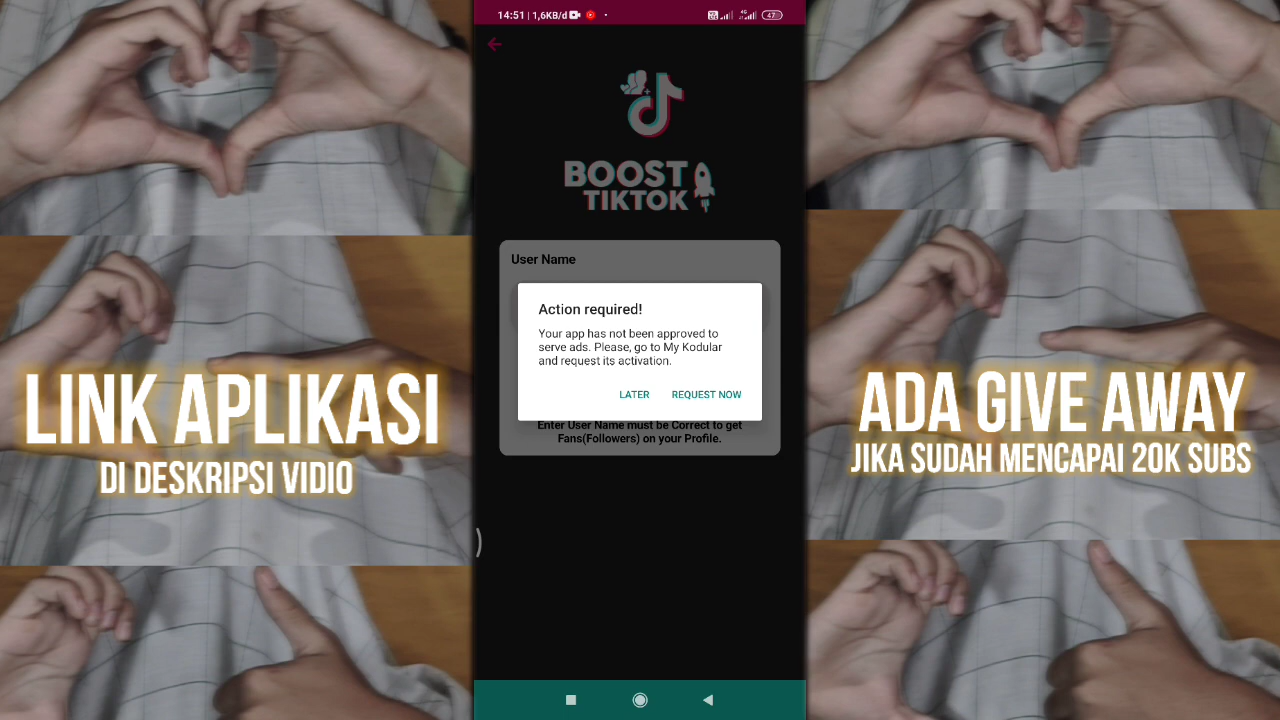 14:51 | 1,6KB/d
4G
47
BOOST
TIKTOK
User Name
Action required!
Your app has not been approved to
serve ads. Please, go to My Kodular
and request its activation.
LATER
REQUEST NOW
Enter User Name must be Correct to get
Fans(Followers) on your Profile.
LINK APLIKASI
DI DESKRIPSI VIDIO
ADA GIVE AWAY
JIKA SUDAH MENCAPAI 20K SUBS